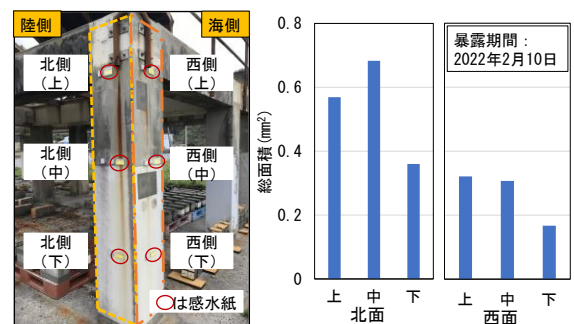 陸側
海側
北側
（上）
西側
（上）
北側
（中）
西側
（中）
北側
（下）
西側
（下）
○は感水紙
総面積(mm²)
0.8
0.6
0.4
0.2
0
上
中
下
北面
暴露期間：
2022年2月10日
上
中
下
西面